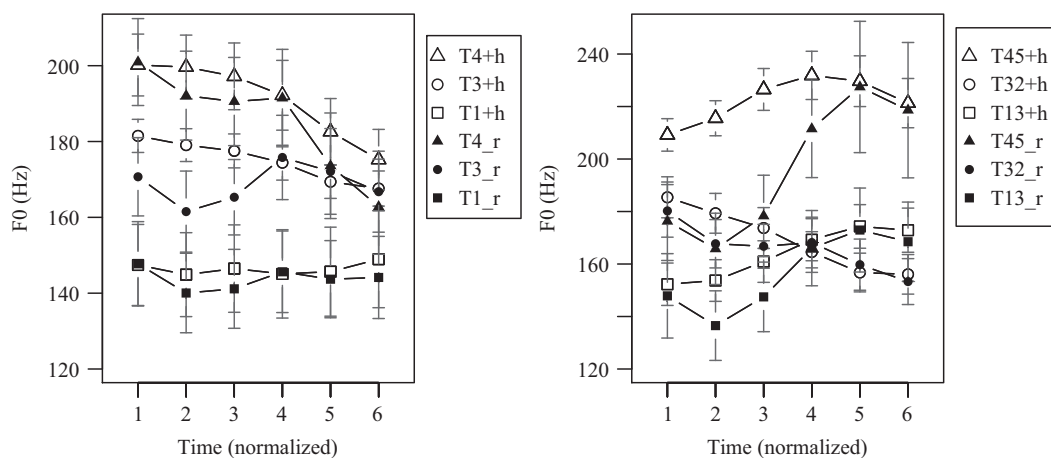 F0 (Hz)
200
180
160
140
120
1 2 3 4 5 6
Time (normalized)
T4+h
T3+h
T1+h
T4_r
T3_r
T1_r
F0 (Hz)
240
200
160
120
1 2 3 4 5 6
Time (normalized)
T45+h
T32+h
T13+h
T45_r
T32_r
T13_r